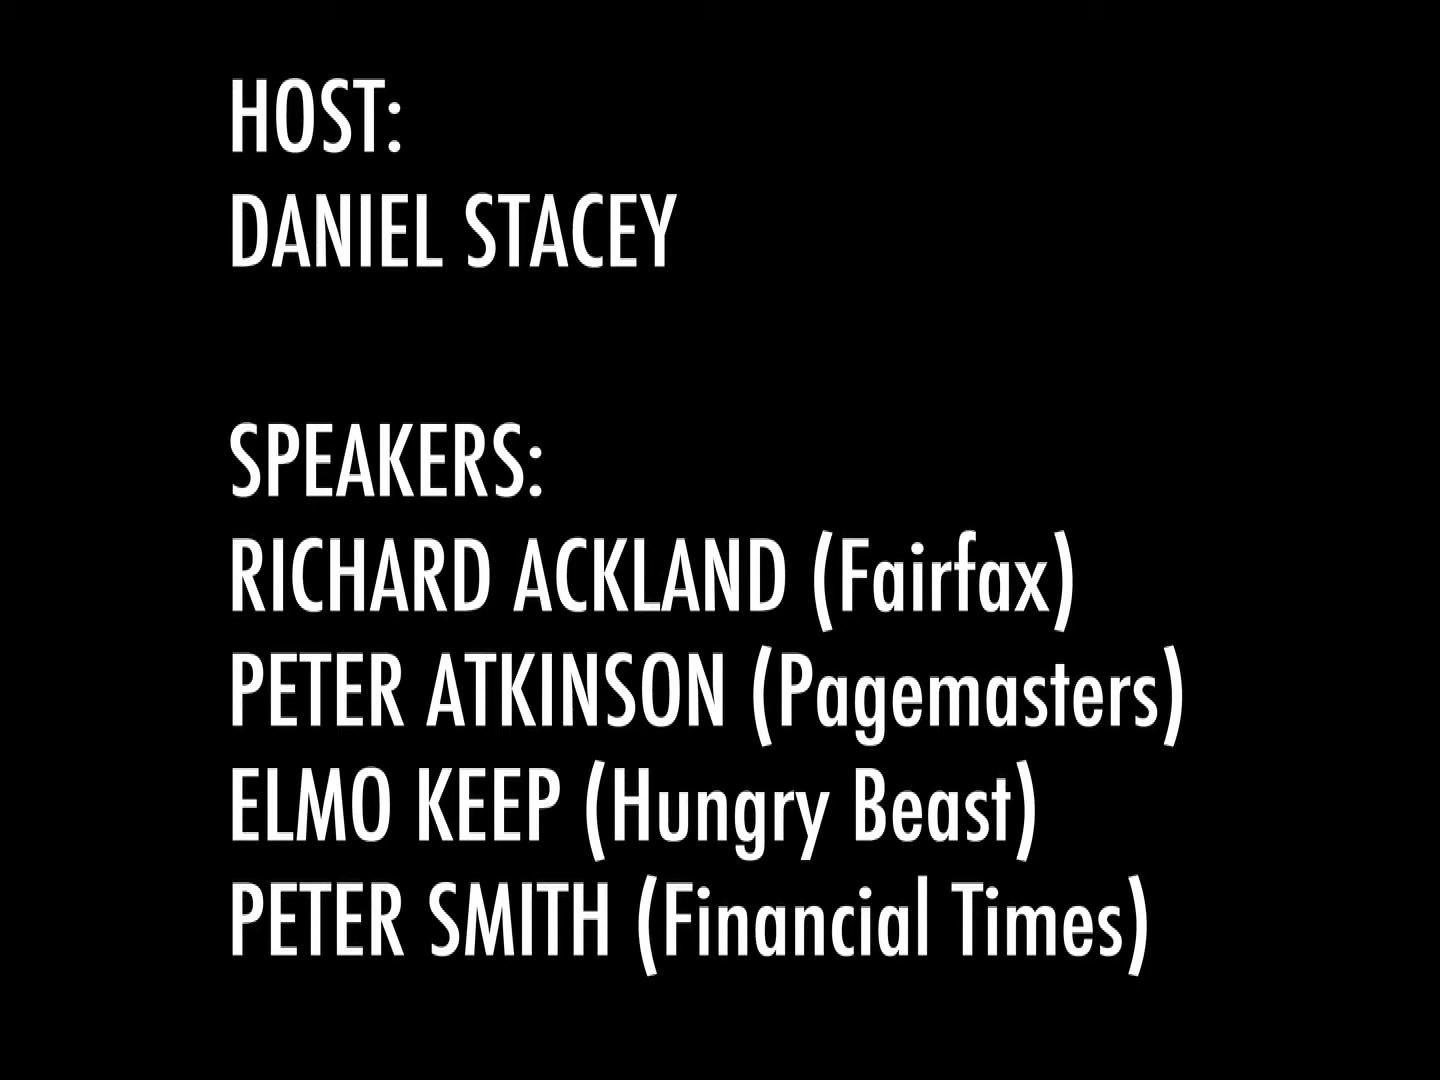 HOST:
DANIEL STACEY
SPEAKERS:
RICHARD ACKLAND (Fairfax)
PETER ATKINSON (Pagemasters)
ELMO KEEP (Hungry Beast)
PETER SMITH (Financial Times)